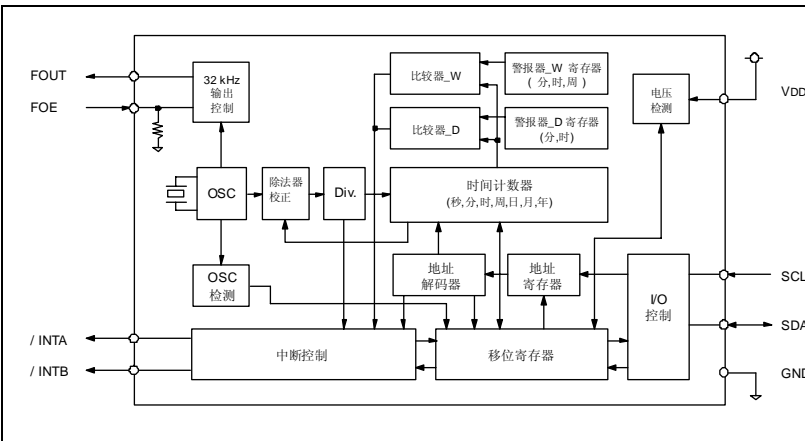 FOUT
FOE
32 kHz
输出
控制
比较器_W
警报器_W 寄存器
( 分,时,周 )
比较器_D
警报器_D 寄存器
(分,时)
电压
检测
VDD
OSC
除法器
校正
Div.
时间计数器
(秒,分,时,周,日,月,年)
OSC
检测
地址
解码器
地址
寄存器
I/O
控制
SCL
SDA
GND
/ INTA
/ INTB
中断控制
移位寄存器